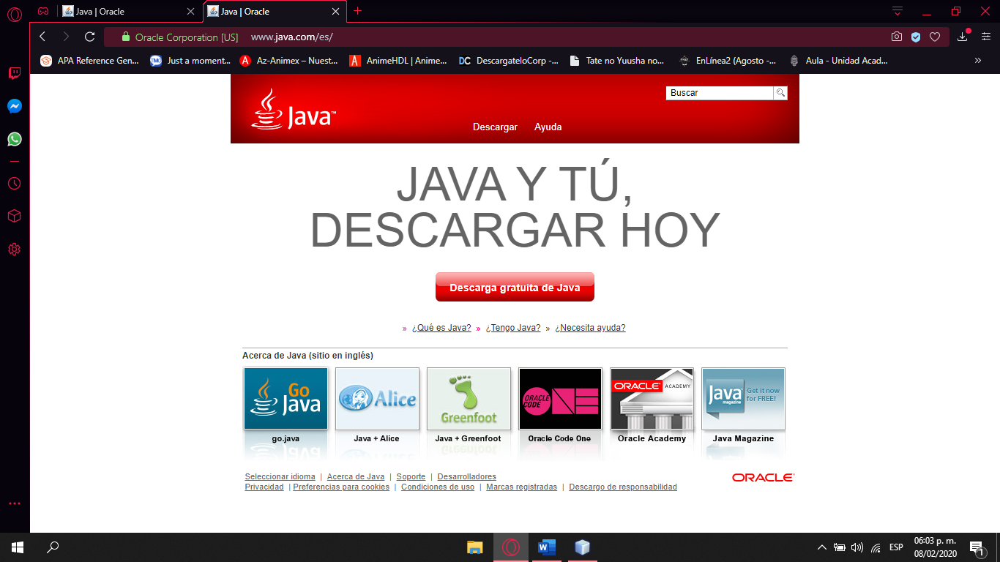 Java | Oracle
Java | Oracle
Oracle Corporation [US] www.java.com/es/
APA Reference Gen... Just a moment... Az-Animex – Nuest... AnimeHDL | Anime... DC DescargateloCorp -... Tate no Yuusha no... EnLínea2 (Agosto -... Aula - Unidad Acad... »
Java™
Buscar
Descargar Ayuda
JAVA Y TÚ,
DESCARGAR HOY
Descarga gratuita de Java
» ¿Qué es Java? » ¿Tengo Java? » ¿Necesita ayuda?
Acerca de Java (sitio en inglés)
Go Java
Alice
Greenfoot
ORACLE CODE ONE
ORACLE ACADEMY
Java magazine Get it now for FREE!
go.java
Java + Alice
Java + Greenfoot
Oracle Code One
Oracle Academy
Java Magazine
Seleccionar idioma | Acerca de Java | Soporte | Desarrolladores
Privacidad | Preferencias para cookies | Condiciones de uso | Marcas registradas | Descargo de responsabilidad
ORACLE
ESP
06:03 p. m.
08/02/2020
1